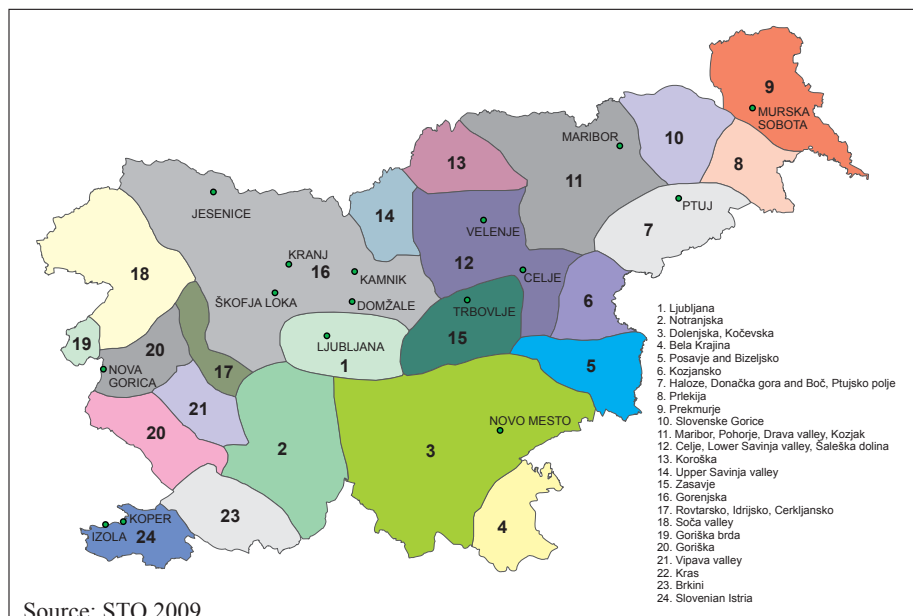 9
MURSKA
SOBOTA
MARIBOR
10
13
8
11
JESENICE
PTUJ
14
VELENJE
7
KRANJ
16
12
18
KAMNIK
CELJE
ŠKOFJA LOKA
DOMŽALE
TRBOVLJE
6
LJUBLJANA
19
20
15
1
NOVA
GORICA
17
5
21
20
2
3
NOVO MESTO
23
4
KOPER
IZOLA
24
1. Ljubljana
2. Notranjska
3. Dolenjska, Kočevska
4. Bela Krajina
5. Posavje and Bizeljsko
6. Kozjansko
7. Haloze, Donačka gora and Boč, Ptujsko polje
8. Prlekija
9. Prekmurje
10. Slovenske Gorice
11. Maribor, Pohorje, Drava valley, Kozjak
12. Celje, Lower Savinja valley, Šaleška dolina
13. Koroška
14. Upper Savinja valley
15. Zasavje
16. Gorenjska
17. Rovtarsko, Idrijsko, Cerkljansko
18. Soča valley
19. Goriška brda
20. Goriška
21. Vipava valley
22. Kras
23. Brkini
24. Slovenian Istria
Source: STO 2009